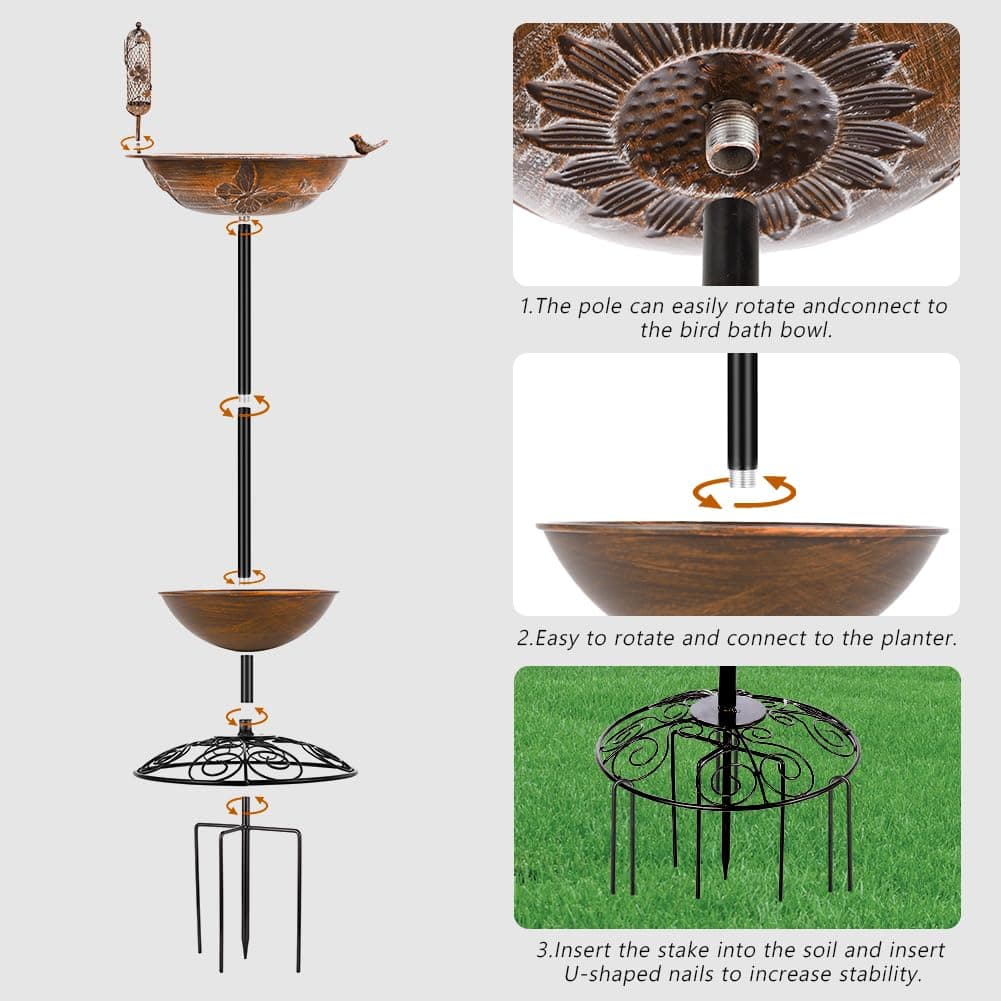 1.The pole can easily rotate andconnect to
the bird bath bowl.
2.Easy to rotate and connect to the planter.
3.Insert the stake into the soil and insert
U-shaped nails to increase stability.